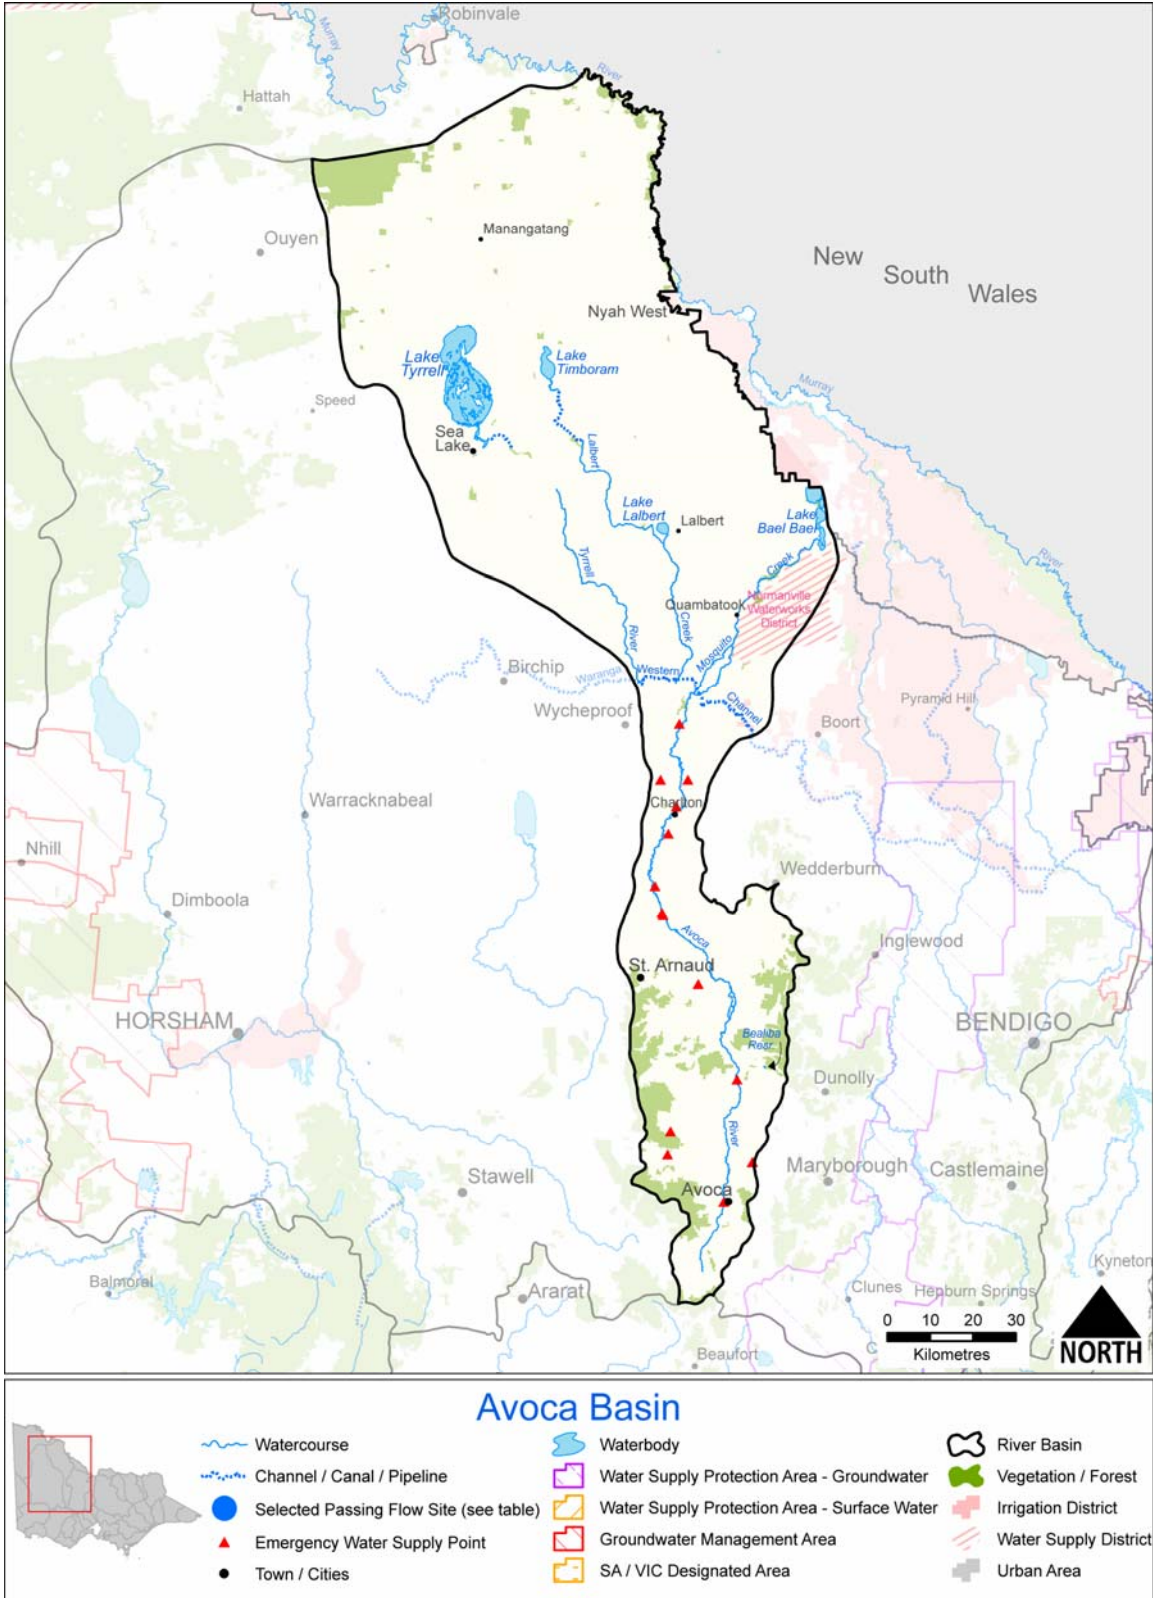 Robinvale
Murray
River
Hattah
Manangatang
Ouyen
New
South
Wales
Nyah West
Lake
Tyrrell
Lake
Timboram
Murray
Speed
Sea
Lake
Lalbert
Lake
Lalbert
Lalbert
Lake
Bael Bael
River
Tyrrell
Creek
Quambatook
Normanville
Waterworks
District
Creek
River
Mosquito
Birchip
Waranga
Western
Channel
Wycheproof
Boort
Pyramid Hill
Warracknabeal
Charlton
Nhill
Wedderburn
Dimboola
Avoca
Inglewood
St. Arnaud
HORSHAM
BENDIGO
Bealiba
Resr.
Dunolly
River
Stawell
Maryborough
Castlemaine
Avoca
Balmoral
Kyneton
Ararat
Clunes
Hepburn Springs
0 10 20 30
Kilometres
NORTH
Beaufort
C
Avoca Basin
Watercourse
Channel / Canal / Pipeline
Selected Passing Flow Site (see table)
Emergency Water Supply Point
Town / Cities
Waterbody
Water Supply Protection Area - Groundwater
Water Supply Protection Area - Surface Water
Groundwater Management Area
SA / VIC Designated Area
River Basin
Vegetation / Forest
Irrigation District
Water Supply District
Urban Area